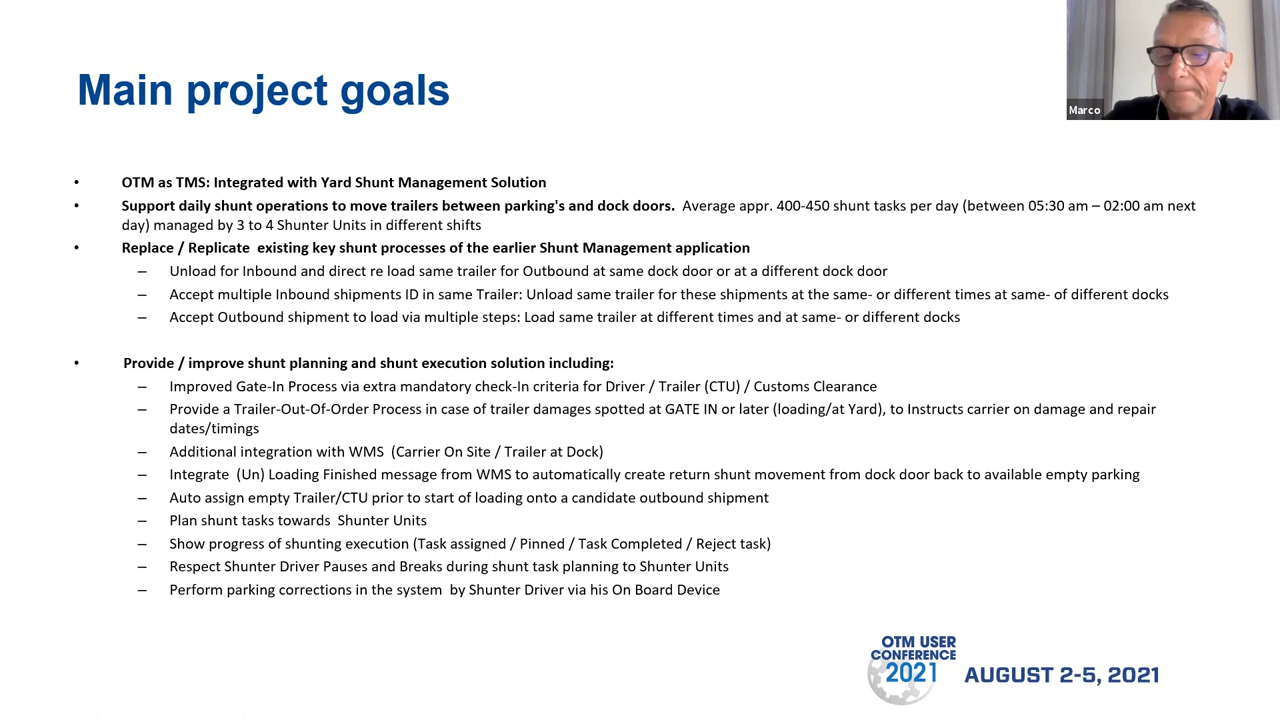 Main project goals
Marco
• OTM as TMS: Integrated with Yard Shunt Management Solution
• Support daily shunt operations to move trailers between parking's and dock doors. Average appr. 400-450 shunt tasks per day (between 05:30 am – 02:00 am next
day) managed by 3 to 4 Shunter Units in different shifts
• Replace / Replicate existing key shunt processes of the earlier Shunt Management application
– Unload for Inbound and direct re load same trailer for Outbound at same dock door or at a different dock door
– Accept multiple Inbound shipments ID in same Trailer: Unload same trailer for these shipments at the same- or different times at same- of different docks
– Accept Outbound shipment to load via multiple steps: Load same trailer at different times and at same- or different docks
• Provide / improve shunt planning and shunt execution solution including:
– Improved Gate-In Process via extra mandatory check-In criteria for Driver / Trailer (CTU) / Customs Clearance
– Provide a Trailer-Out-Of-Order Process in case of trailer damages spotted at GATE IN or later (loading/at Yard), to Instructs carrier on damage and repair
dates/timings
– Additional integration with WMS (Carrier On Site / Trailer at Dock)
– Integrate (Un) Loading Finished message from WMS to automatically create return shunt movement from dock door back to available empty parking
– Auto assign empty Trailer/CTU prior to start of loading onto a candidate outbound shipment
– Plan shunt tasks towards Shunter Units
– Show progress of shunting execution (Task assigned / Pinned / Task Completed / Reject task)
– Respect Shunter Driver Pauses and Breaks during shunt task planning to Shunter Units
– Perform parking corrections in the system by Shunter Driver via his On Board Device
OTM USER
CONFERENCE
2021
AUGUST 2-5, 2021